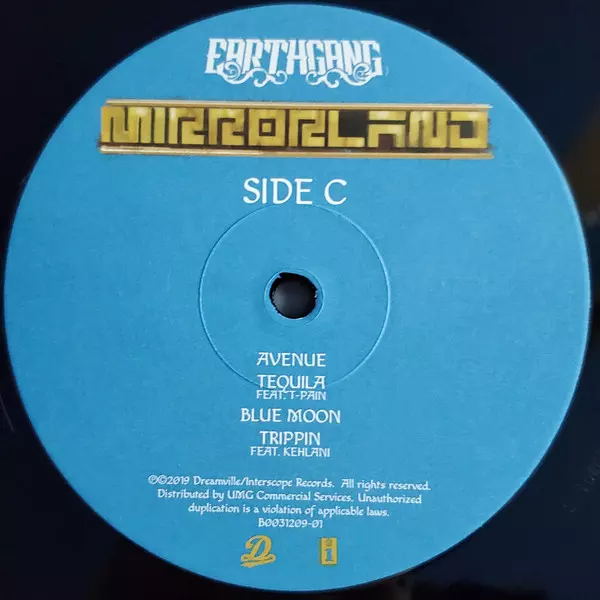 EARTHGANG
MIRRORLAND
SIDE C
AVENUE
TEQUILA
FEAT. T-PAIN
BLUE MOON
TRIPPIN
FEAT. KEHLANI
℗©2019 Dreamville/Interscope Records. All rights reserved.
Distributed by UMG Commercial Services. Unauthorized
duplication is a violation of applicable laws.
B0031209-01
D
i